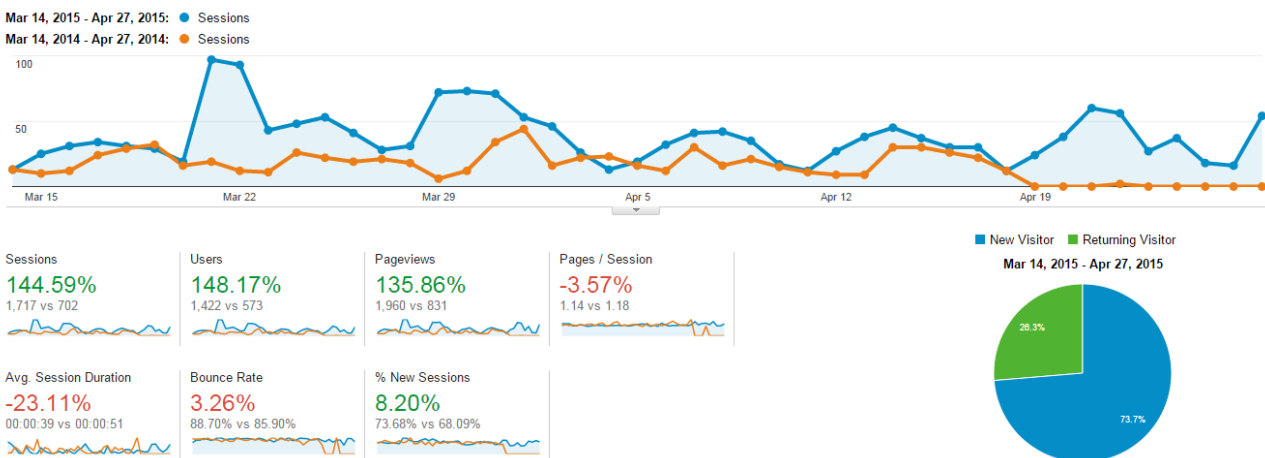 Mar 14, 2015 - Apr 27, 2015: Sessions
Mar 14, 2014 - Apr 27, 2014: Sessions
100
50
Mar 15 Mar 22 Mar 29 Apr 5 Apr 12 Apr 19
Sessions
144.59%
1,717 vs 702
Users
148.17%
1,422 vs 573
Pageviews
135.86%
1,960 vs 831
Pages / Session
-3.57%
1.14 vs 1.18
Avg. Session Duration
-23.11%
00:00:39 vs 00:00:51
Bounce Rate
3.26%
88.70% vs 85.90%
% New Sessions
8.20%
73.68% vs 68.09%
New Visitor Returning Visitor
Mar 14, 2015 - Apr 27, 2015
26.3%
73.7%